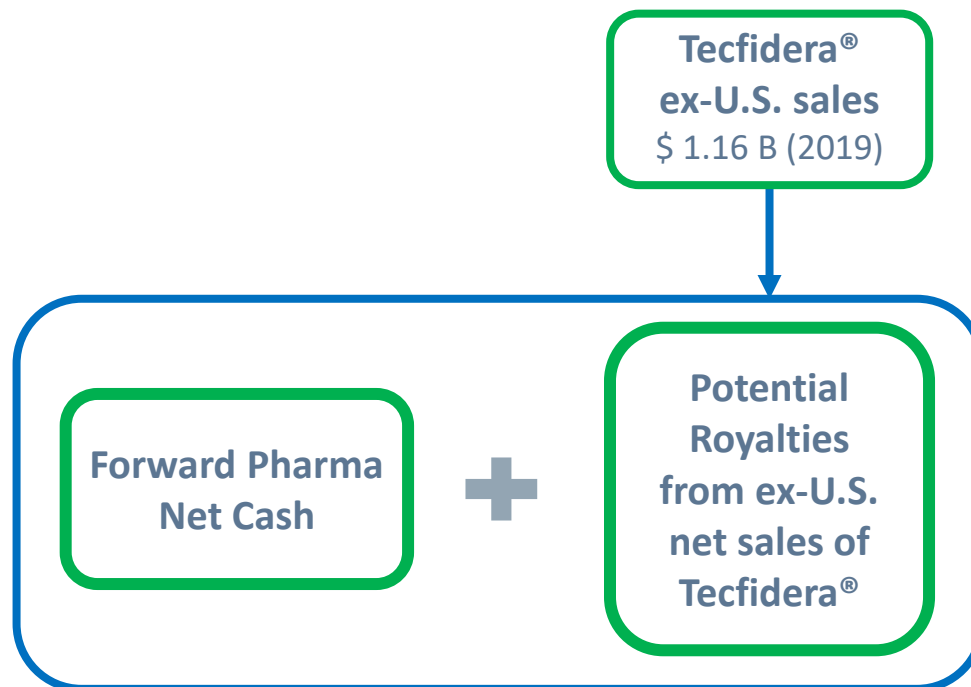 Tecfidera®
ex-U.S. sales
$ 1.16 B (2019)
Forward Pharma
Net Cash
Potential
Royalties
from ex-U.S.
net sales of
Tecfidera®